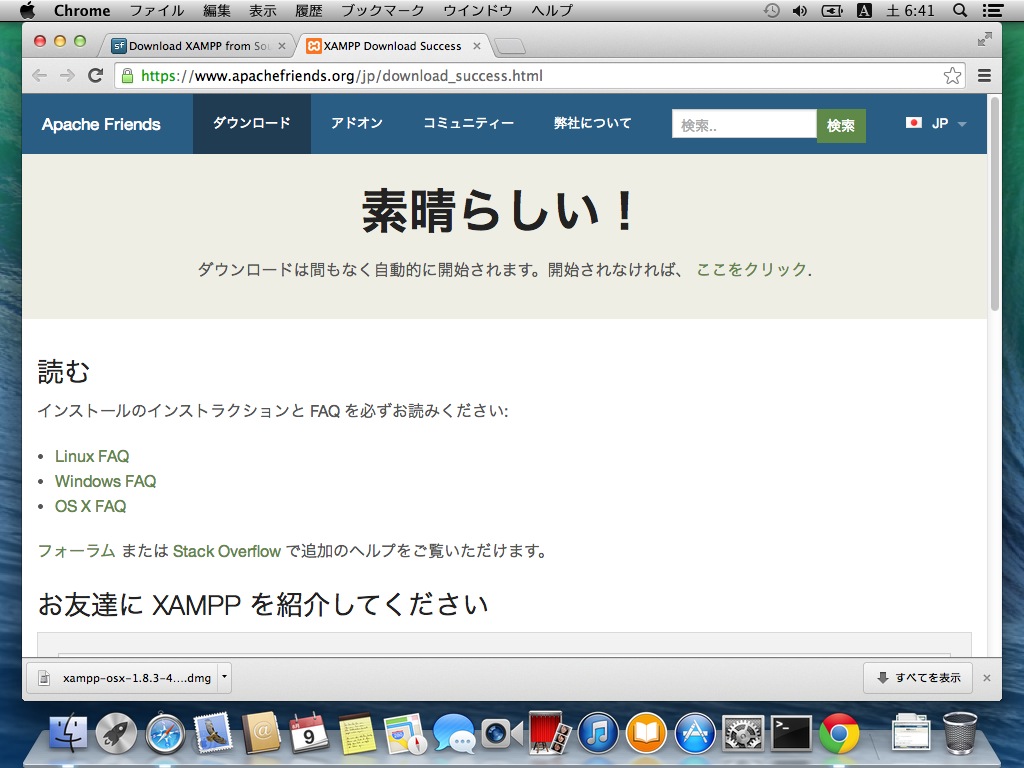 Chrome ファイル 編集 表示 履歴 ブックマーク ウインドウ ヘルプ A 土 6:41
sf Download XAMPP from Sou
XAMPP Download Success
https://www.apachefriends.org/jp/download_success.html
Apache Friends ダウンロード アドオン コミュニティー 弊社について 検索.. 検索 JP
素晴らしい！
ダウンロードは間もなく自動的に開始されます。開始されなければ、 ここをクリック.
読む
インストールのインストラクションと FAQ を必ずお読みください:
• Linux FAQ
• Windows FAQ
• OS X FAQ
フォーラム または Stack Overflow で追加のヘルプをご覧いただけます。
お友達に XAMPP を紹介してください
xampp-osx-1.8.3-4....dmg すべてを表示
9